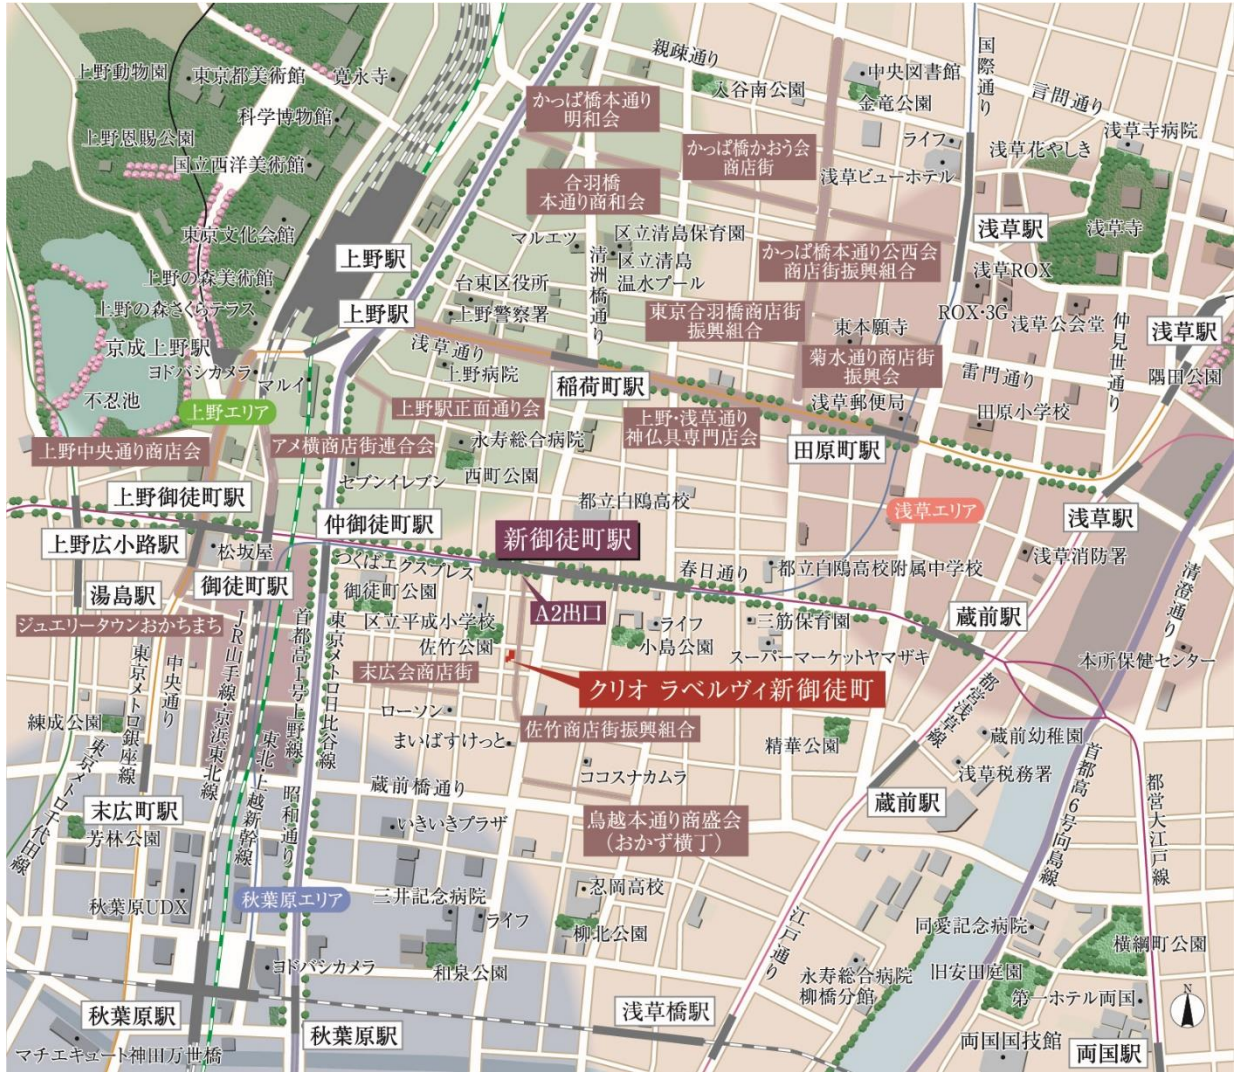 上野動物園
東京都美術館
寛永寺
科学博物館
上野恩賜公園
国立西洋美術館
東京文化会館
上野の森美術館
上野の森さくらテラス
京成上野駅
ヨドバシカメラ
マルイ
不忍池
上野エリア
上野中央通り商店会
アメ横商店街連合会
上野駅
上野駅
かっぱ橋本通り
明和会
合羽橋
本通り商和会
マルエツ
区立清島保育園
区立清島
温水プール
清洲橋通り
台東区役所
上野警察署
浅草通り
上野病院
稲荷町駅
上野駅正面通り会
永寿総合病院
西町公園
セブンイレブン
親疎通り
入谷南公園
中央図書館
金竜公園
国際通り
言問通り
ライフ
浅草寺病院
浅草花やしき
かっぱ橋かおう会
商店街
浅草ビューホテル
浅草寺
浅草駅
かっぱ橋本通り公西会
商店街振興組合
浅草ROX
ROX・3G
浅草公会堂
仲見世通り
浅草駅
東京合羽橋商店街
振興組合
東本願寺
菊水通り商店街
振興会
雷門通り
隅田公園
浅草郵便局
田原小学校
上野・浅草通り
神仏具専門店会
田原町駅
浅草エリア
浅草駅
浅草消防署
清澄通り
上野御徒町駅
上野広小路駅
松坂屋
仲御徒町駅
都立白鴎高校
新御徒町駅
A2出口
春日通り
都立白鴎高校附属中学校
つくばエクスプレス
御徒町公園
湯島駅
御徒町駅
ジュエリータウンおかちまち
区立平成小学校
佐竹公園
ライフ
小島公園
三筋保育園
スーパーマーケットヤマザキ
蔵前駅
本所保健センター
末広会商店街
クリオ ラベルヴィ新御徒町
ローソン
まいばすけっと
佐竹商店街振興組合
ココスナカムラ
精華公園
都営浅草線
蔵前幼稚園
浅草税務署
蔵前駅
首都高6号向島線
都営大江戸線
練成公園
東京メトロ千代田線
東京メトロ銀座線
中央通り
JR山手線・京浜東北線
東北・上越新幹線
首都高1号上野線
昭和通り
東京メトロ日比谷線
蔵前橋通り
末広町駅
芳林公園
いきいきプラザ
鳥越本通り商盛会
（おかず横丁）
秋葉原UDX
秋葉原エリア
三井記念病院
ライフ
忍岡高校
柳北公園
和泉公園
ヨドバシカメラ
江戸通り
同愛記念病院
横網町公園
永寿総合病院
柳橋分館
旧安田庭園
第一ホテル両国
両国国技館
両国駅
秋葉原駅
秋葉原駅
浅草橋駅
マチエキュート神田万世橋
N